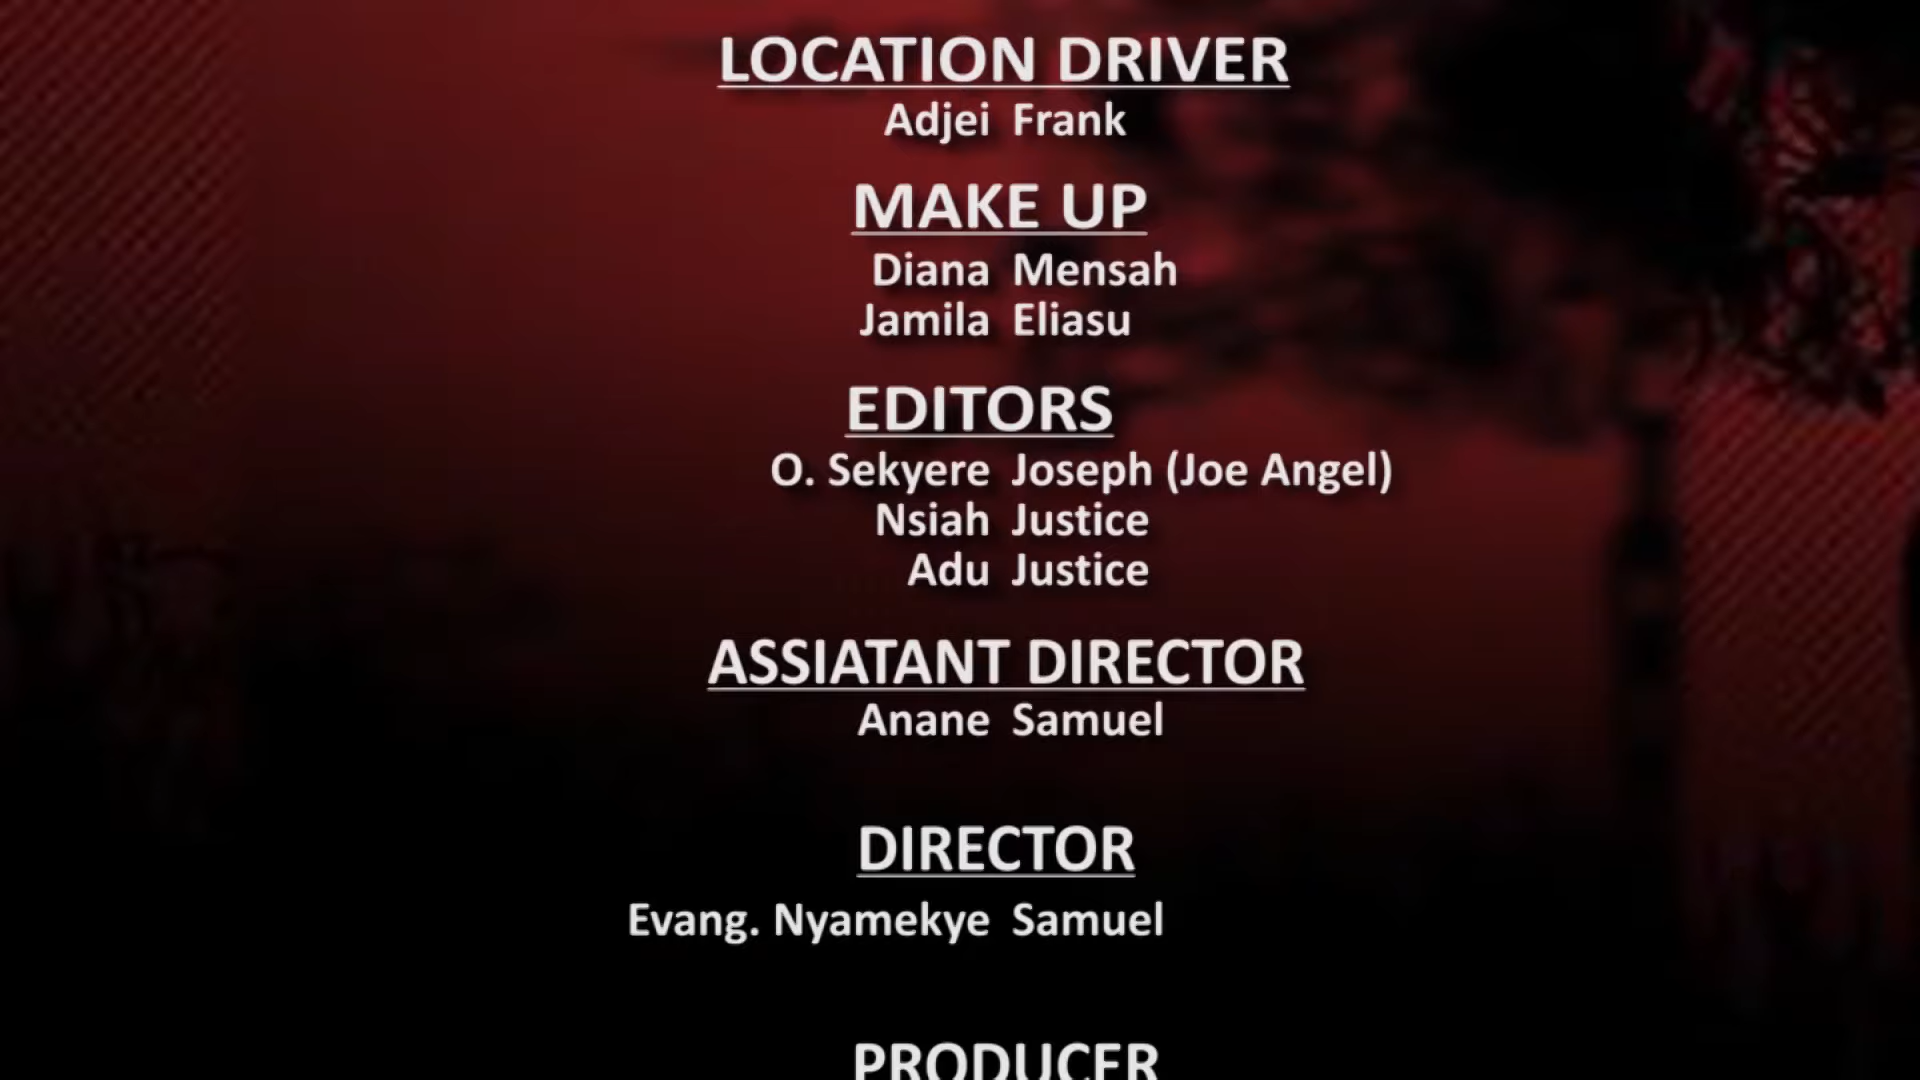 LOCATION DRIVER
Adjei Frank
MAKE UP
Diana Mensah
Jamila Eliasu
EDITORS
O. Sekyere Joseph (Joe Angel)
Nsiah Justice
Adu Justice
ASSIATANT DIRECTOR
Anane Samuel
DIRECTOR
Evang. Nyamekye Samuel
PRODUCER